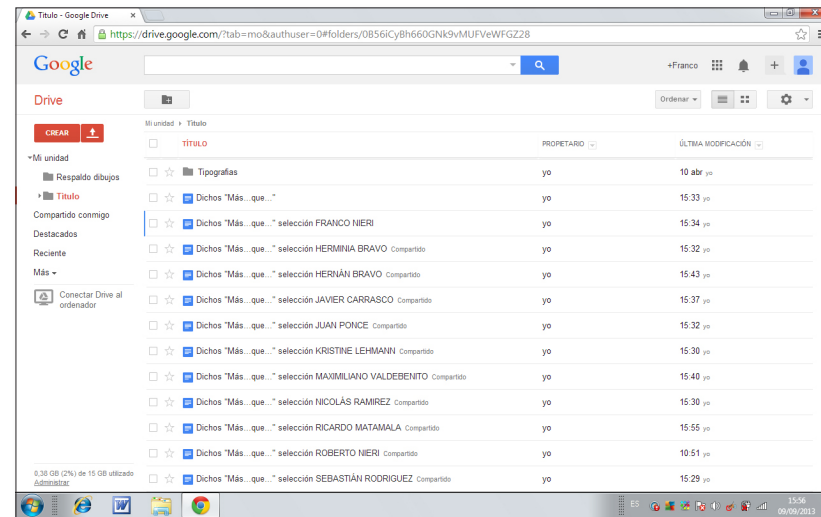 Titulo - Google Drive
https://drive.google.com/?tab=mo&authuser=0#folders/0B56iCyBh660GNk9vMUFVeWFGZ28
Google
+Franco
Drive
Ordenar
CREAR
Mi unidad
Respaldo dibujos
Titulo
Compartido conmigo
Destacados
Reciente
Más
Conectar Drive al
ordenador
0,38 GB (2%) de 15 GB utilizado
Administrar
Mi unidad Titulo
TÍTULO PROPIETARIO ÚLTIMA MODIFICACIÓN
Tipografias yo 10 abr yo
Dichos "Más...que..." yo 15:33 yo
Dichos "Más...que..." selección FRANCO NIERI yo 15:34 yo
Dichos "Más...que..." selección HERMINIA BRAVO Compartido yo 15:32 yo
Dichos "Más...que..." selección HERNÁN BRAVO Compartido yo 15:43 yo
Dichos "Más...que..." selección JAVIER CARRASCO Compartido yo 15:37 yo
Dichos "Más...que..." selección JUAN PONCE Compartido yo 15:32 yo
Dichos "Más...que..." selección KRISTINE LEHMANN Compartido yo 15:30 yo
Dichos "Más...que..." selección MAXIMILIANO VALDEBENITO Compartido yo 15:40 yo
Dichos "Más...que..." selección NICOLÁS RAMIREZ Compartido yo 15:30 yo
Dichos "Más...que..." selección RICARDO MATAMALA Compartido yo 15:55 yo
Dichos "Más...que..." selección ROBERTO NIERI Compartido yo 10:51 yo
Dichos "Más...que..." selección SEBASTIÁN RODRIGUEZ Compartido yo 15:29 yo
ES
15:56
09/09/2013